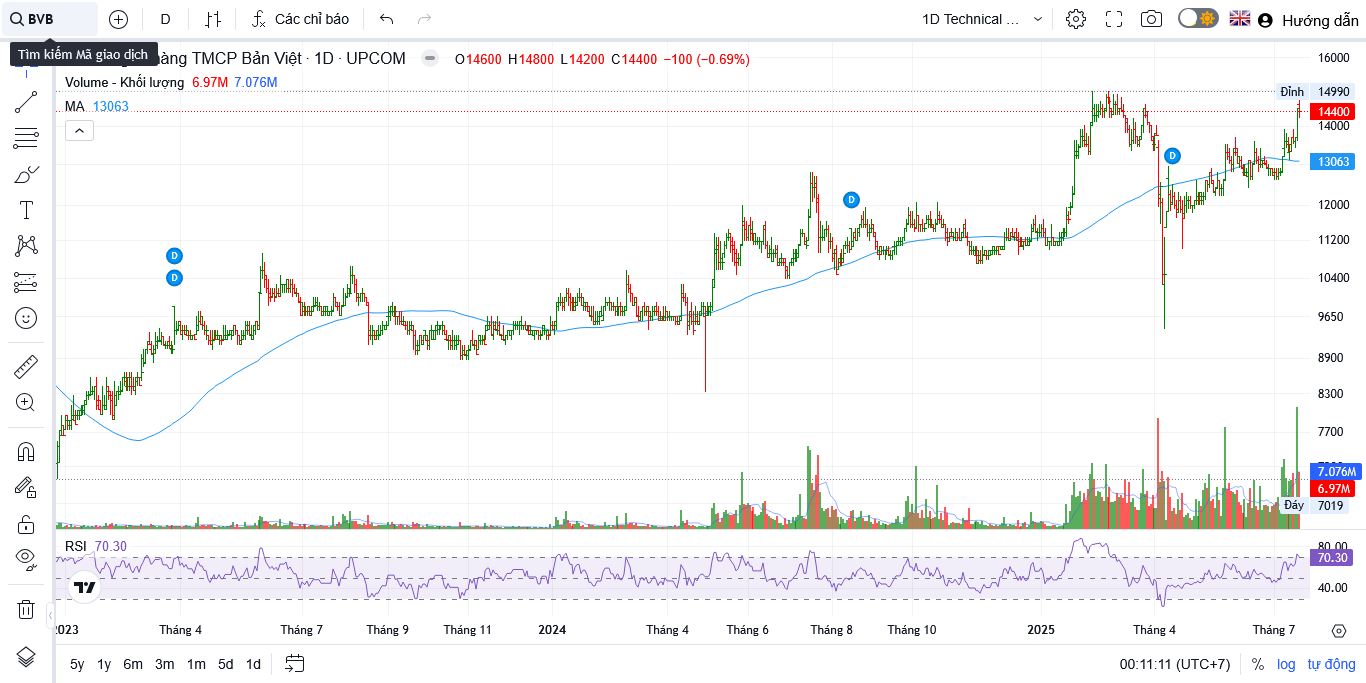 BVB
D
Các chỉ báo
1D Technical ...
Hướng dẫn
Tìm kiếm Mã giao dịch
hàng TMCP Bản Việt · 1D · UPCOM
O14600 H14800 L14200 C14400 −100 (−0.69%)
Volume - Khối lượng 6.97M 7.076M
MA 13063
16000
Đỉnh 14990
14400
14000
13063
12000
11200
10400
9650
8900
8300
7700
7.076M
6.97M
Đáy 7019
D
D
D
D
RSI 70.30
80.00
70.30
40.00
2023
Tháng 4
Tháng 7
Tháng 9
Tháng 11
2024
Tháng 4
Tháng 6
Tháng 8
Tháng 10
2025
Tháng 4
Tháng 7
5y 1y 6m 3m 1m 5d 1d
00:11:11 (UTC+7)
% log tự động